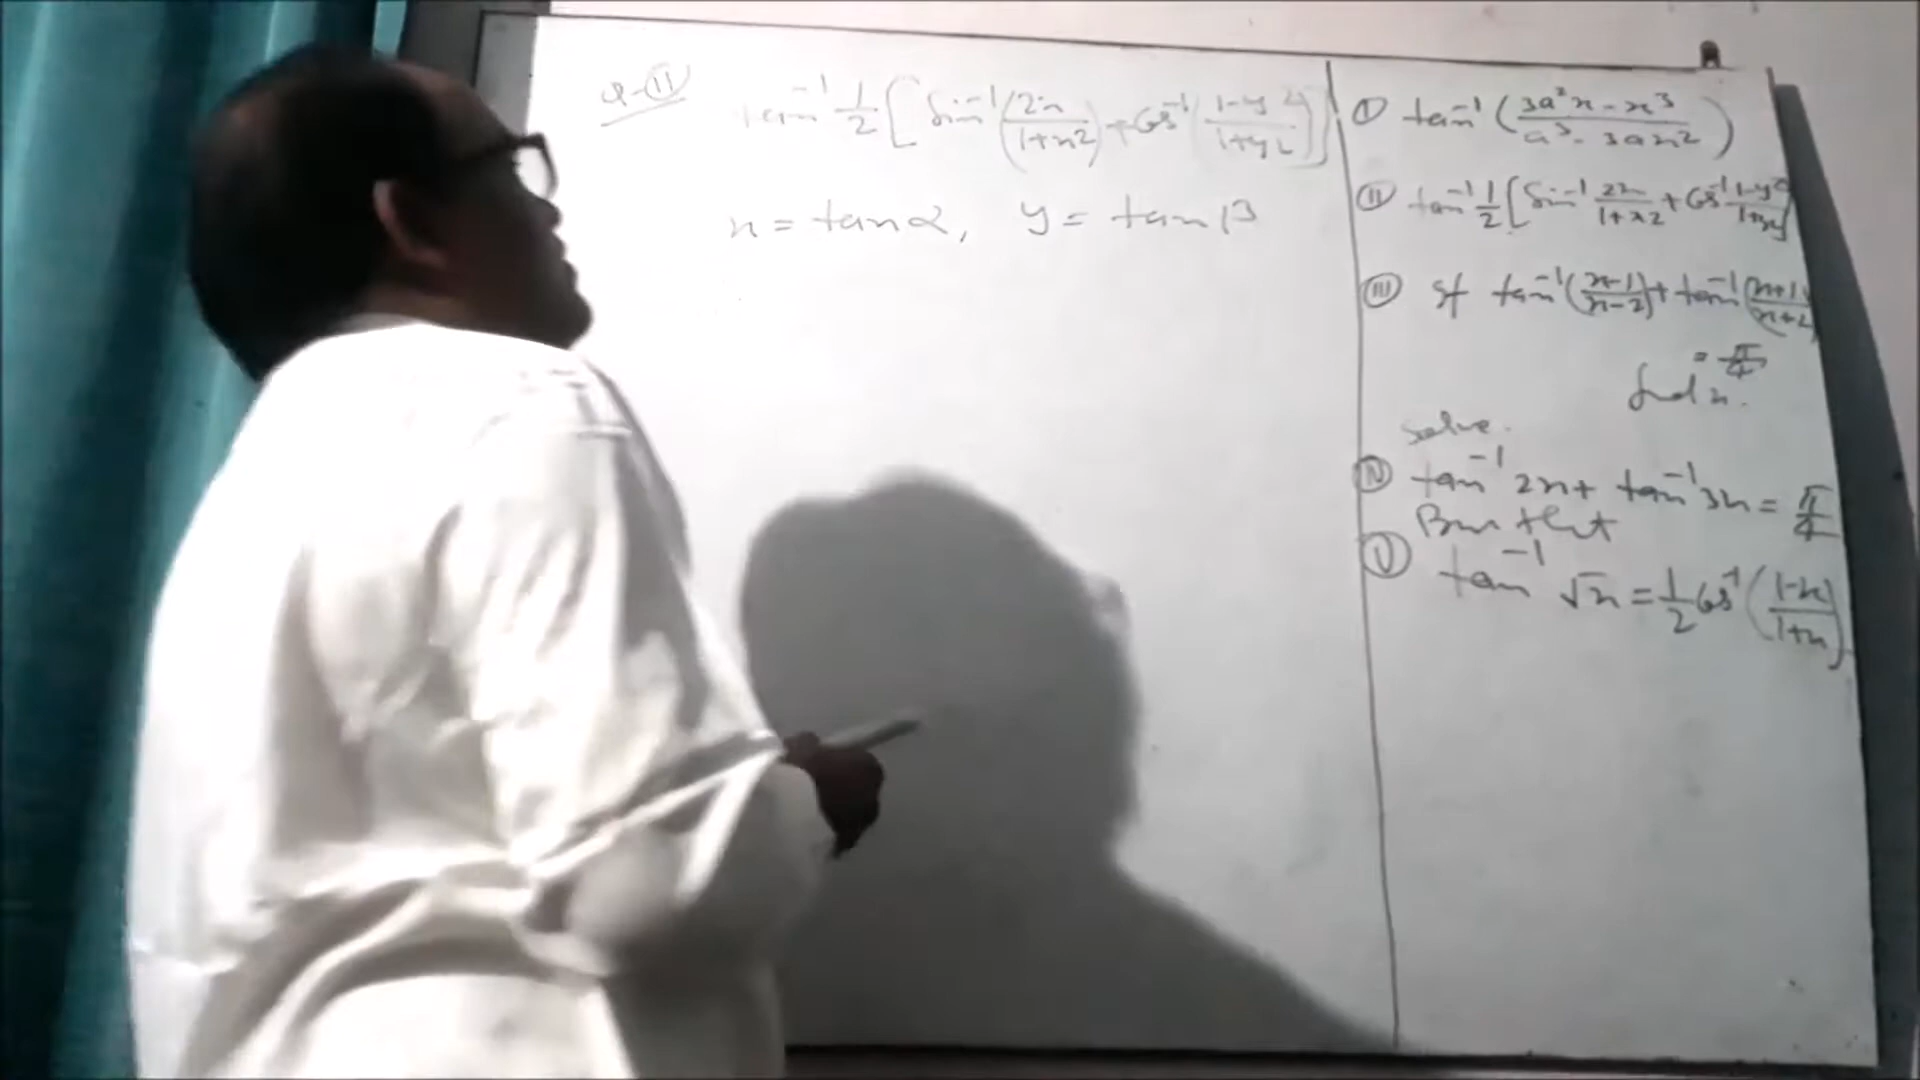 Q-(II) tan⁻¹ 1/2 [sin⁻¹(2x/(1+x²)) + Cos⁻¹((1-y²)/(1+y²))]
x = tanα, y = tanβ
(I) tan⁻¹((3a²x - x³)/(a³ - 3ax²))
(II) tan⁻¹ 1/2 [Sin⁻¹ 2x/(1+x²) + Cos⁻¹ (1-y²)/(1+y²)]
(III) If tan⁻¹((x-1)/(x-2)) + tan⁻¹((x+1)/(x+2))
= π/4
find x.
Solve.
(IV) tan⁻¹ 2x + tan⁻¹ 3x = π/4
that
(V) tan⁻¹ √x = 1/2 Cos⁻¹((1-x)/(1+x))